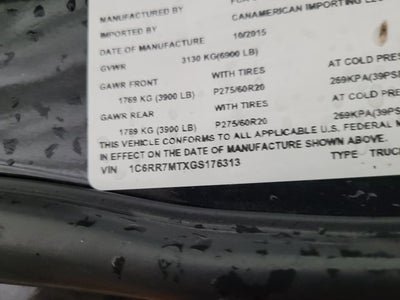 MANUFACTURED BY
IMPORTED BY CANAMERICAN IMPORTING
DATE OF MANUFACTURE 10/2015
GVWR 3130 KG(6900 LB)
GAWR FRONT WITH TIRES AT COLD
1769 KG (3900 LB) P275/60R20 269KPA(39PSI
GAWR REAR WITH TIRES AT COLD
1769 KG (3900 LB) P275/60R20 269KPA(39PSI
THIS VEHICLE CONFORMS TO ALL APPLICABLE U.S. FEDERAL
IN EFFECT ON THE DATE OF MANUFACTURE SHOWN ABOVE.
VIN 1C6RR7MTXGS176313 TYPE - TRUC